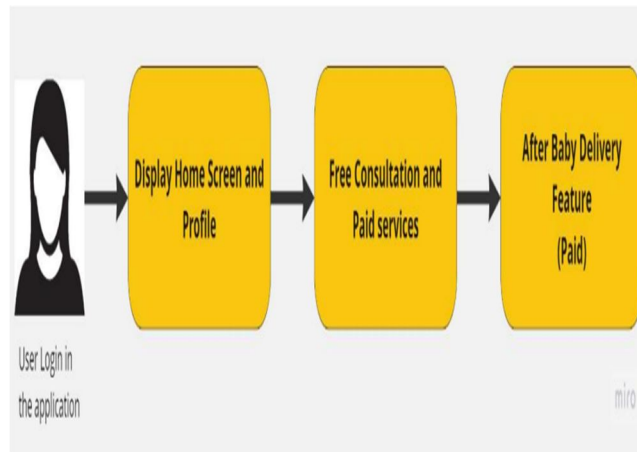 User Login in
the application
Display Home Screen and
Profile
Free Consultation and
Paid services
After Baby Delivery
Feature
(Paid)
miro